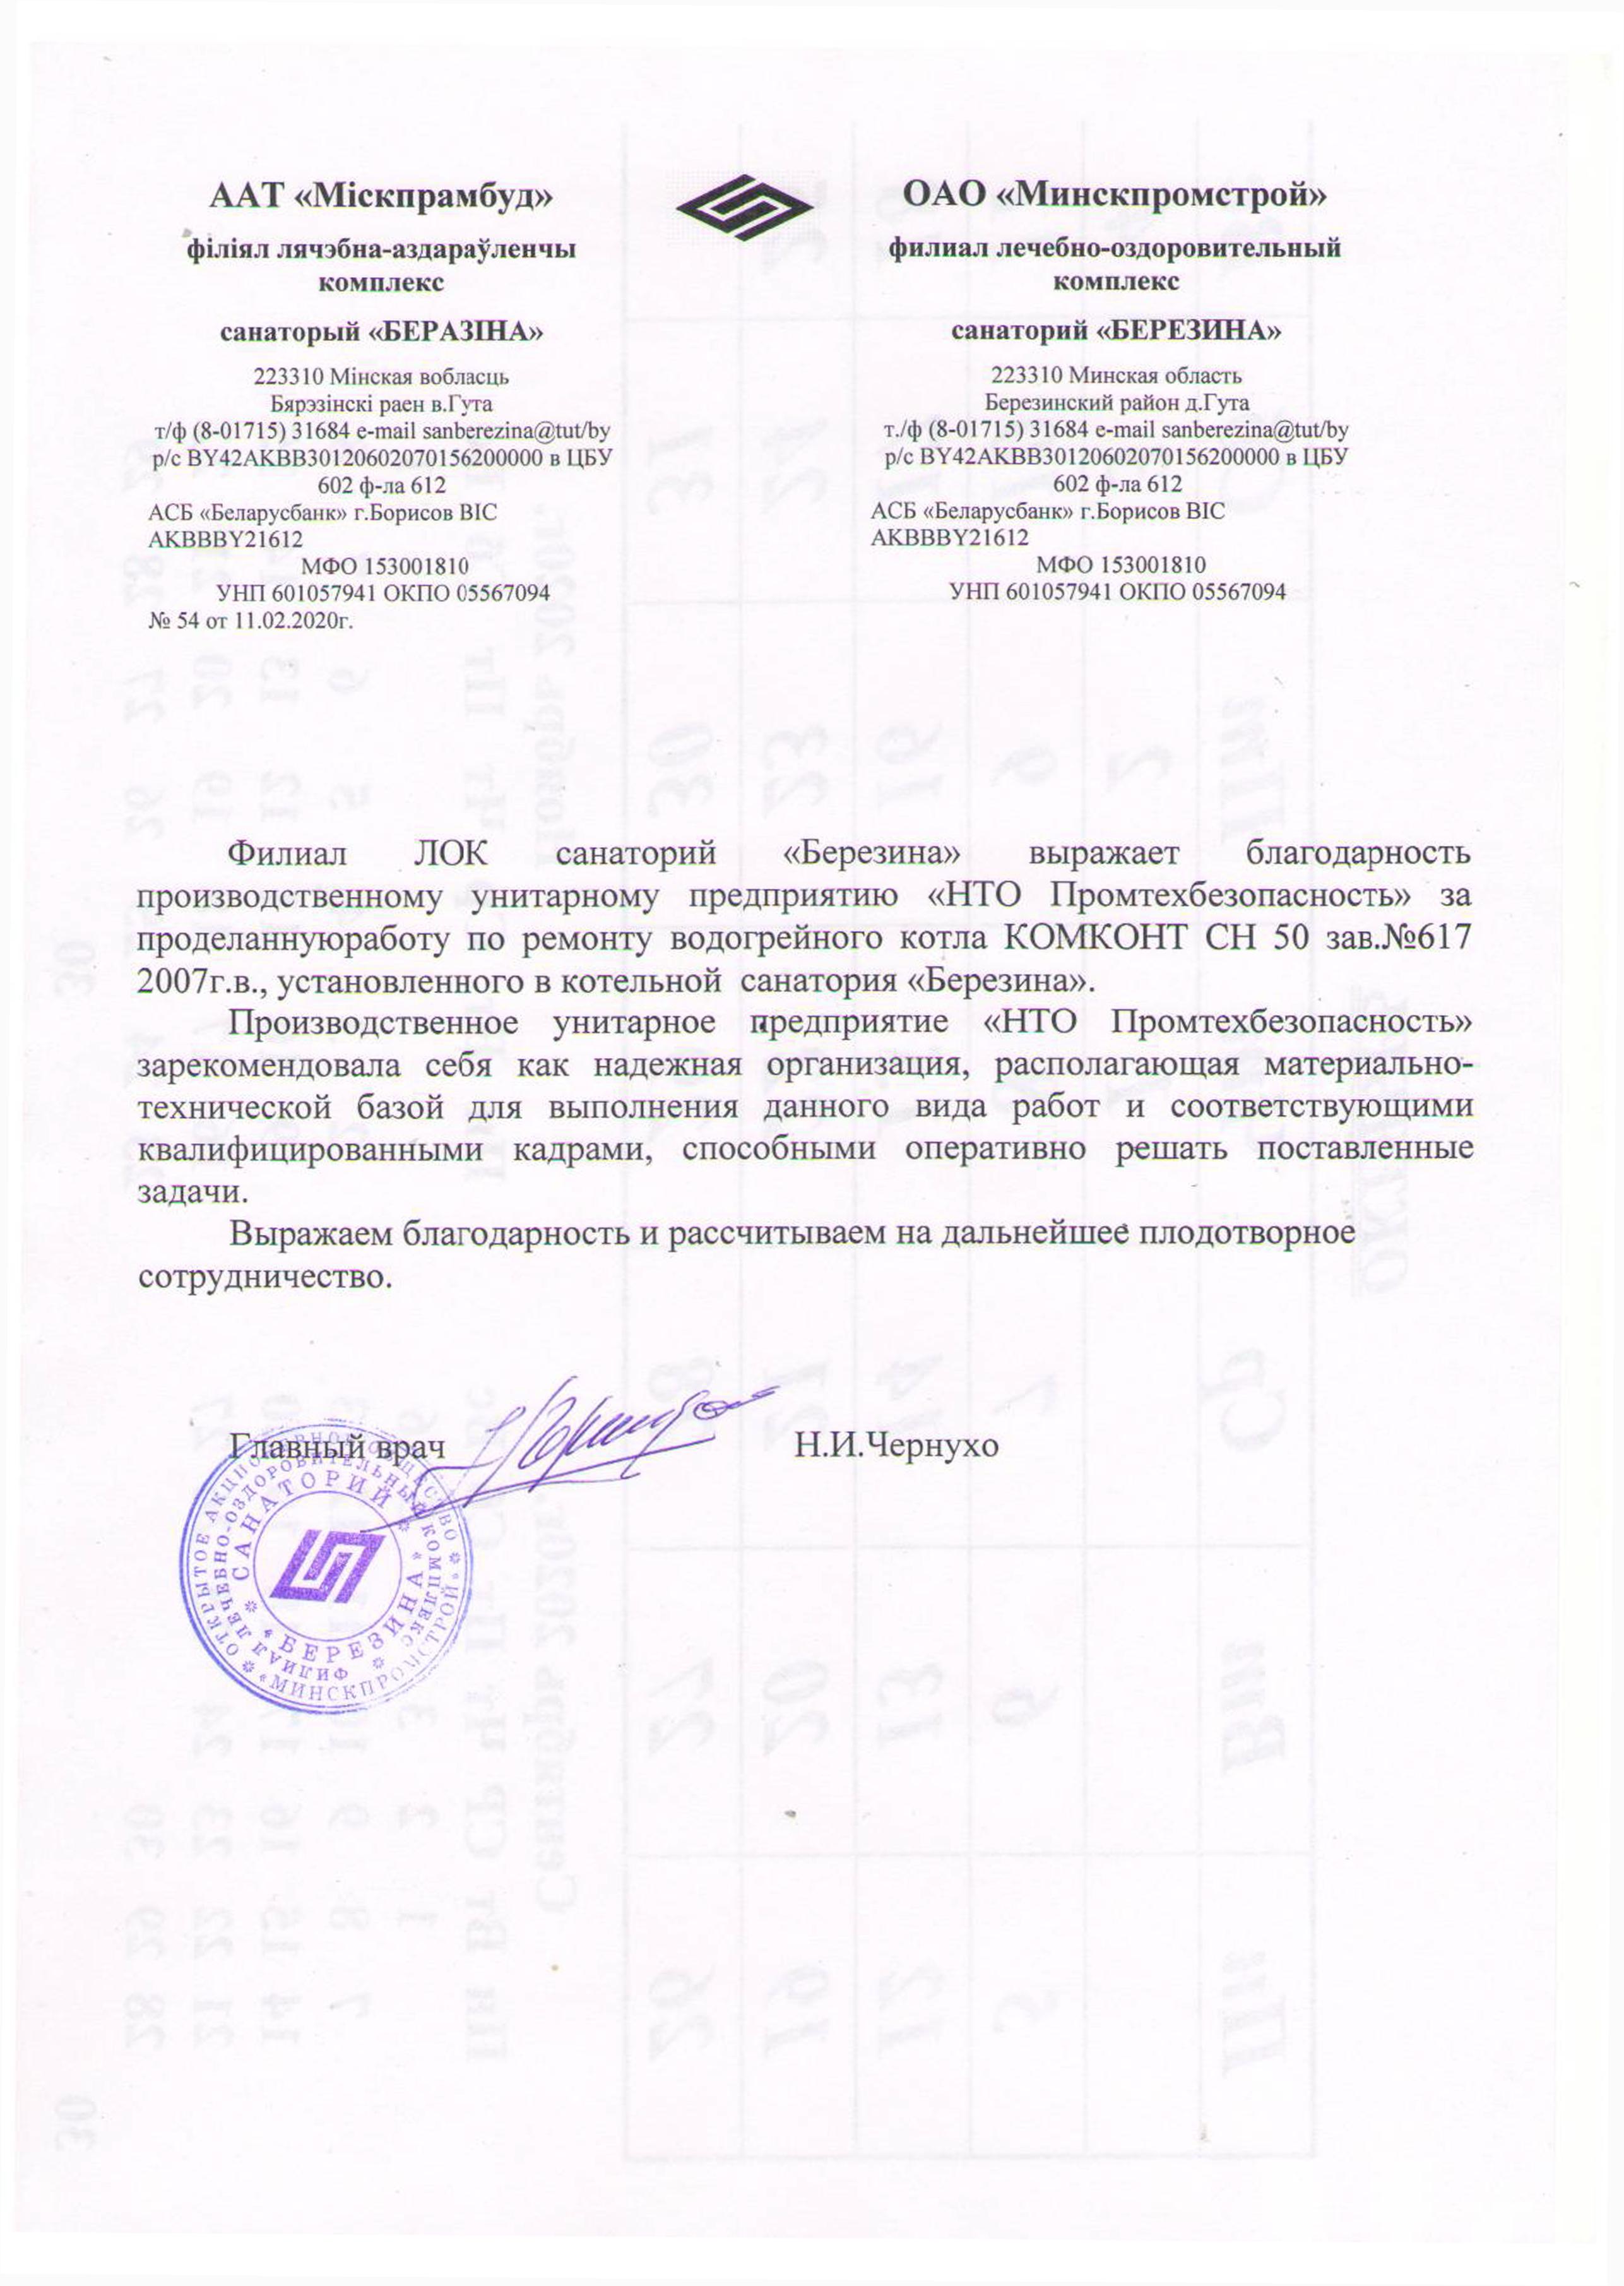 ААТ «Міскпрамбуд»
філіял лячэбна-аздараўленчы
комплекс
санаторый «БЕРАЗІНА»
223310 Мінская вобласць
Бярэзінскі раен в.Гута
т/ф (8-01715) 31684 e-mail sanberezina@tut/by
р/с BY42AKBB30120602070156200000 в ЦБУ
602 ф-ла 612
АСБ «Беларусбанк» г.Борисов BIC
AKBBBY21612
МФО 153001810
УНП 601057941 ОКПО 05567094
№ 54 от 11.02.2020г.
ОАО «Минскпромстрой»
филиал лечебно-оздоровительный
комплекс
санаторий «БЕРЕЗИНА»
223310 Минская область
Березинский район д.Гута
т./ф (8-01715) 31684 e-mail sanberezina@tut/by
р/с BY42AKBB30120602070156200000 в ЦБУ
602 ф-ла 612
АСБ «Беларусбанк» г.Борисов BIC
AKBBBY21612
МФО 153001810
УНП 601057941 ОКПО 05567094
Филиал ЛОК санаторий «Березина» выражает благодарность
производственному унитарному предприятию «НТО Промтехбезопасность» за
проделаннуюработу по ремонту водогрейного котла КОМКОНТ СН 50 зав.№617
2007г.в., установленного в котельной санатория «Березина».
Производственное унитарное предприятие «НТО Промтехбезопасность»
зарекомендовала себя как надежная организация, располагающая материально-
технической базой для выполнения данного вида работ и соответствующими
квалифицированными кадрами, способными оперативно решать поставленные
задачи.
Выражаем благодарность и рассчитываем на дальнейшее плодотворное
сотрудничество.
Главный врач Н.И.Чернухо
ОТКРЫТОЕ АКЦИОНЕРНОЕ ОБЩЕСТВО «МИНСКПРОМСТРОЙ»
ФИЛИАЛ ЛЕЧЕБНО-ОЗДОРОВИТЕЛЬНЫЙ КОМПЛЕКС
САНАТОРИЙ «БЕРЕЗИНА»